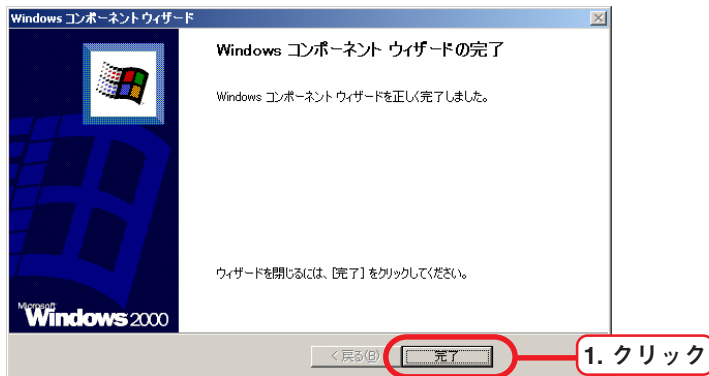 Windows コンポーネント ウィザード
Windows コンポーネント ウィザードの完了
Windows コンポーネント ウィザードを正しく完了しました。
ウィザードを閉じるには、[完了] をクリックしてください。
Microsoft
Windows 2000
< 戻る(B)
完了
1. クリック